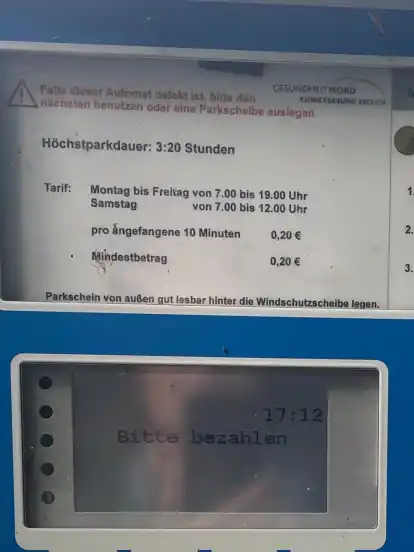 Falls dieser Automat defekt ist, bitte den
nächsten benutzen oder eine Parkscheibe auslegen
GESUNDHEIT NORD
KLINIKVERBUND BREMEN
Höchstparkdauer: 3:20 Stunden
Tarif: Montag bis Freitag von 7.00 bis 19.00 Uhr
Samstag von 7.00 bis 12.00 Uhr
pro angefangene 10 Minuten 0,20 €
Mindestbetrag 0,20 €
Parkschein von außen gut lesbar hinter die Windschutzscheibe legen.
1.
2.
3.
17:12
Bitte bezahlen